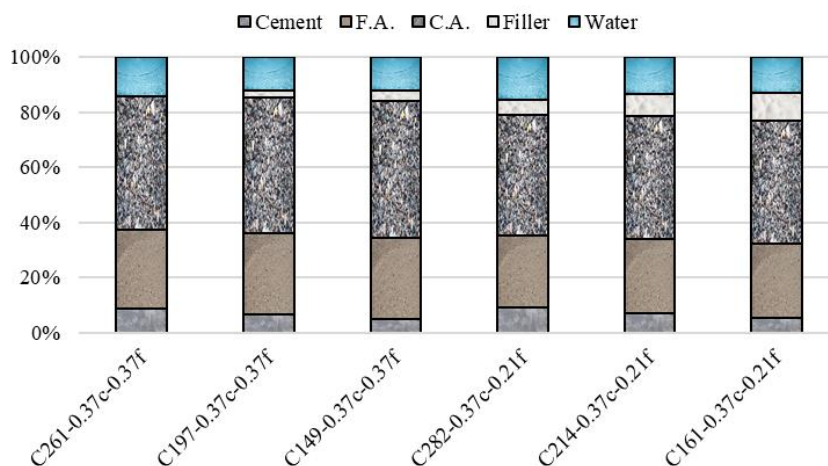 Cement F.A. C.A. Filler Water
100%
80%
60%
40%
20%
0%
C261-0.37c-0.37f
C197-0.37c-0.37f
C149-0.37c-0.37f
C282-0.37c-0.21f
C214-0.37c-0.21f
C161-0.37c-0.21f